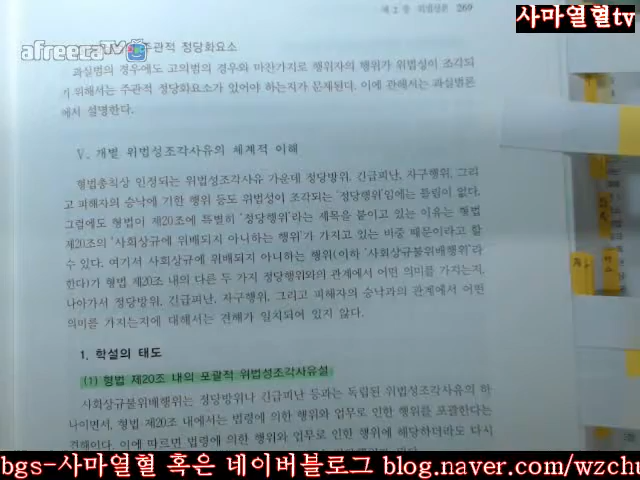 제 2 장 위법성론 269
사마열혈tv
afreecaTV
주관적 정당화요소
과실범의 경우에도 고의범의 경우와 마찬가지로 행위자의 행위가 위법성이 조각되
기 위해서는 주관적 정당화요소가 있어야 하는지가 문제된다. 이에 관해서는 과실범론
에서 설명한다.
Ⅴ. 개별 위법성조각사유의 체계적 이해
형법총칙상 인정되는 위법성조각사유 가운데 정당방위, 긴급피난, 자구행위, 그리
고 피해자의 승낙에 기한 행위 등도 위법성이 조각되는 '정당행위'임에는 틀림이 없다.
그럼에도 형법이 제20조에 특별히 '정당행위'라는 제목을 붙이고 있는 이유는 형법
제20조의 '사회상규에 위배되지 아니하는 행위'가 가지고 있는 비중 때문이라고 할
수 있다. 여기서 사회상규에 위배되지 아니하는 행위(이하 '사회상규불위배행위'라
한다)가 형법 제20조 내의 다른 두 가지 정당행위와의 관계에서 어떤 의미를 가지는지,
나아가서 정당방위, 긴급피난, 자구행위, 그리고 피해자의 승낙과의 관계에서 어떤
의미를 가지는지에 대해서는 견해가 일치되어 있지 않다.
1. 학설의 태도
(1) 형법 제20조 내의 포괄적 위법성조각사유설
사회상규불위배행위는 정당방위나 긴급피난 등과는 독립된 위법성조각사유의 하
나이면서, 형법 제20조 내에서는 법령에 의한 행위와 업무로 인한 행위를 포괄한다는
견해이다. 이에 따르면 법령에 의한 행위와 업무로 인한 행위에 해당하더라도 다시
bgs-사마열혈 혹은 네이버블로그 blog.naver.com/wzchu